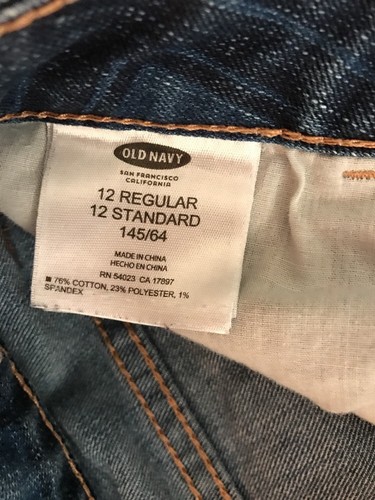 OLD NAVY
SAN FRANCISCO
CALIFORNIA
12 REGULAR
12 STANDARD
145/64
MADE IN CHINA
HECHO EN CHINA
RN 54023 CA 17897
76% COTTON, 23% POLYESTER, 1%
SPANDEX